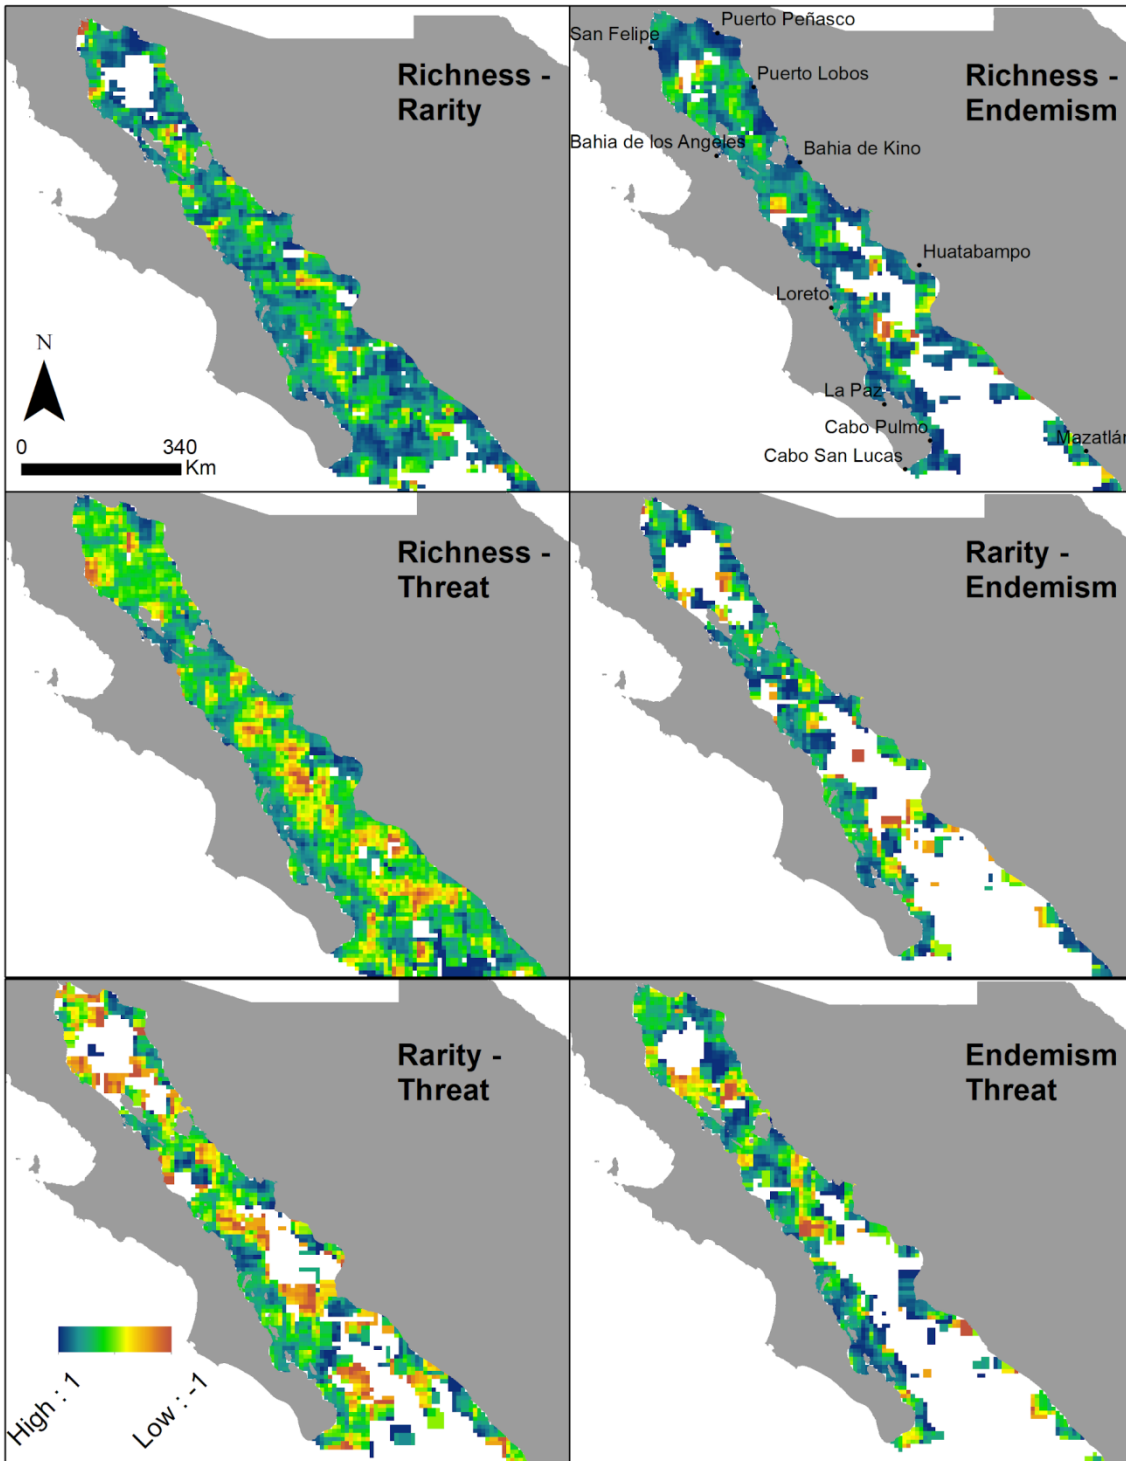 Richness -
Rarity
N
0 340
Km
Puerto Peñasco
San Felipe
Richness -
Endemism
Puerto Lobos
Bahia de los Angeles
Bahia de Kino
Huatabampo
Loreto
La Paz
Cabo Pulmo
Mazatlán
Cabo San Lucas
Richness -
Threat
Rarity -
Endemism
Rarity -
Threat
High : 1
Low : -1
Endemism
Threat